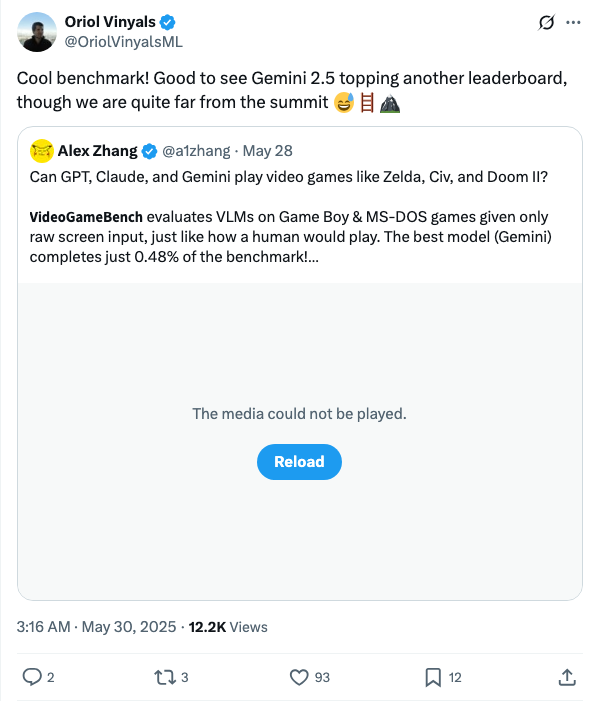 Oriol Vinyals
@OriolVinyalsML
Cool benchmark! Good to see Gemini 2.5 topping another leaderboard,
though we are quite far from the summit 😅🪜⛰️
Alex Zhang @a1zhang · May 28
Can GPT, Claude, and Gemini play video games like Zelda, Civ, and Doom II?
VideoGameBench evaluates VLMs on Game Boy & MS-DOS games given only
raw screen input, just like how a human would play. The best model (Gemini)
completes just 0.48% of the benchmark!...
The media could not be played.
Reload
3:16 AM · May 30, 2025 · 12.2K Views
2 3 93 12